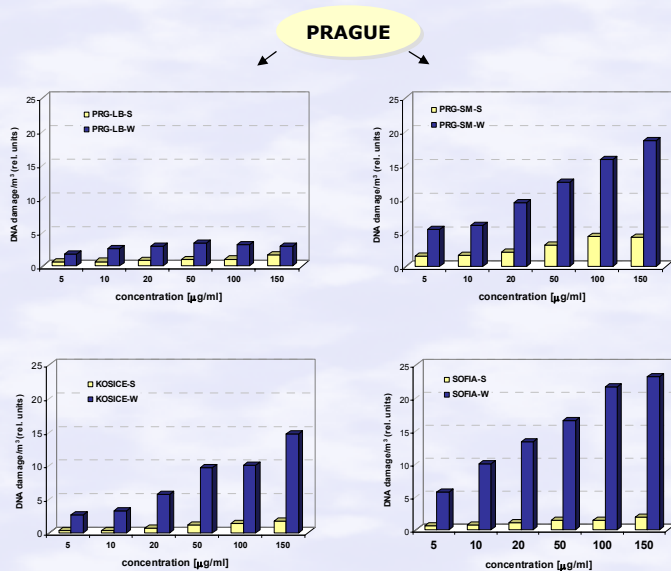 PRAGUE
DNA damage/m³ (rel. units)
25
20
15
10
5
0
PRG-LB-S
PRG-LB-W
5 10 20 50 100 150
concentration [µg/ml]
DNA damage/m³ (rel. units)
25
20
15
10
5
0
PRG-SM-S
PRG-SM-W
5 10 20 50 100 150
concentration [µg/ml]
DNA damage/m³ (rel. units)
25
20
15
10
5
0
KOSICE-S
KOSICE-W
5 10 20 50 100 150
concentration [µg/ml]
DNA damage/m³ (rel. units)
25
20
15
10
5
0
SOFIA-S
SOFIA-W
5 10 20 50 100 150
concentration [µg/ml]